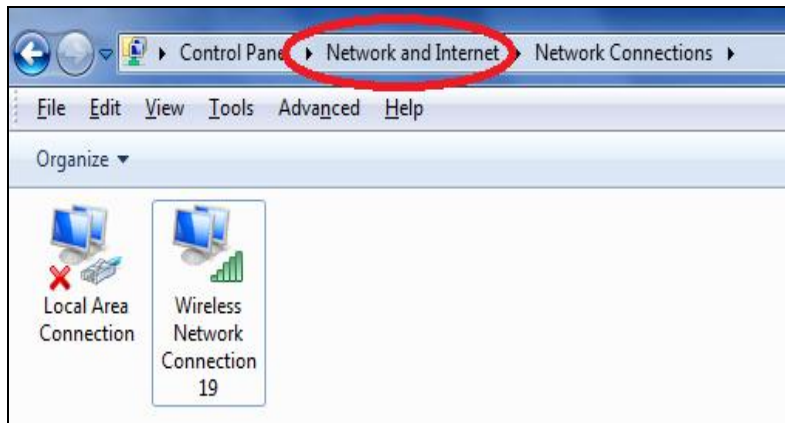 Control Pane Network and Internet Network Connections
File Edit View Tools Advanced Help
Organize
Local Area
Connection
Wireless
Network
Connection
19